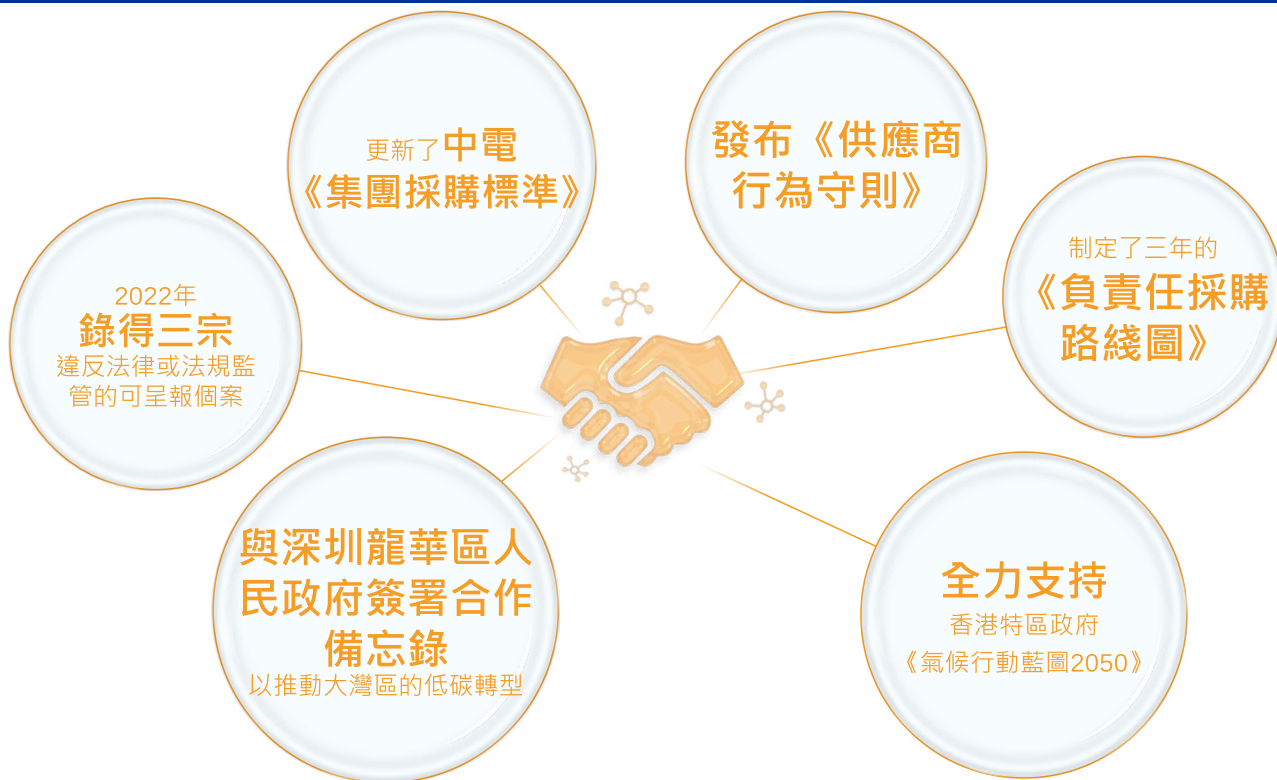 更新了中電
《集團採購標準》
發布《供應商
行為守則》
制定了三年的
《負責任採購
路綫圖》
2022年
錄得三宗
違反法律或法規監
管的可呈報個案
與深圳龍華區人
民政府簽署合作
備忘錄
以推動大灣區的低碳轉型
全力支持
香港特區政府
《氣候行動藍圖2050》